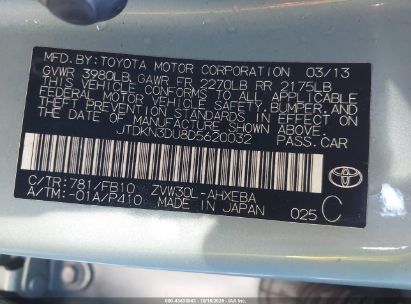 MFD. BY: TOYOTA MOTOR CORPORATION 03/13
GVWR 3980LB GAWR FR 2270LB RR 2175LB
THIS VEHICLE CONFORMS TO ALL APPLICABLE
FEDERAL MOTOR VEHICLE SAFETY, BUMPER, AND
THEFT PREVENTION STANDARDS IN EFFECT ON
THE DATE OF MANUFACTURE SHOWN ABOVE.
JTDKN3DU8D5620032 PASS.CAR
C/TR: 781/FB10 ZVW30L-AHXEBA
A/TM: -01A/P410 MADE IN JAPAN
025 C
TOYOTA